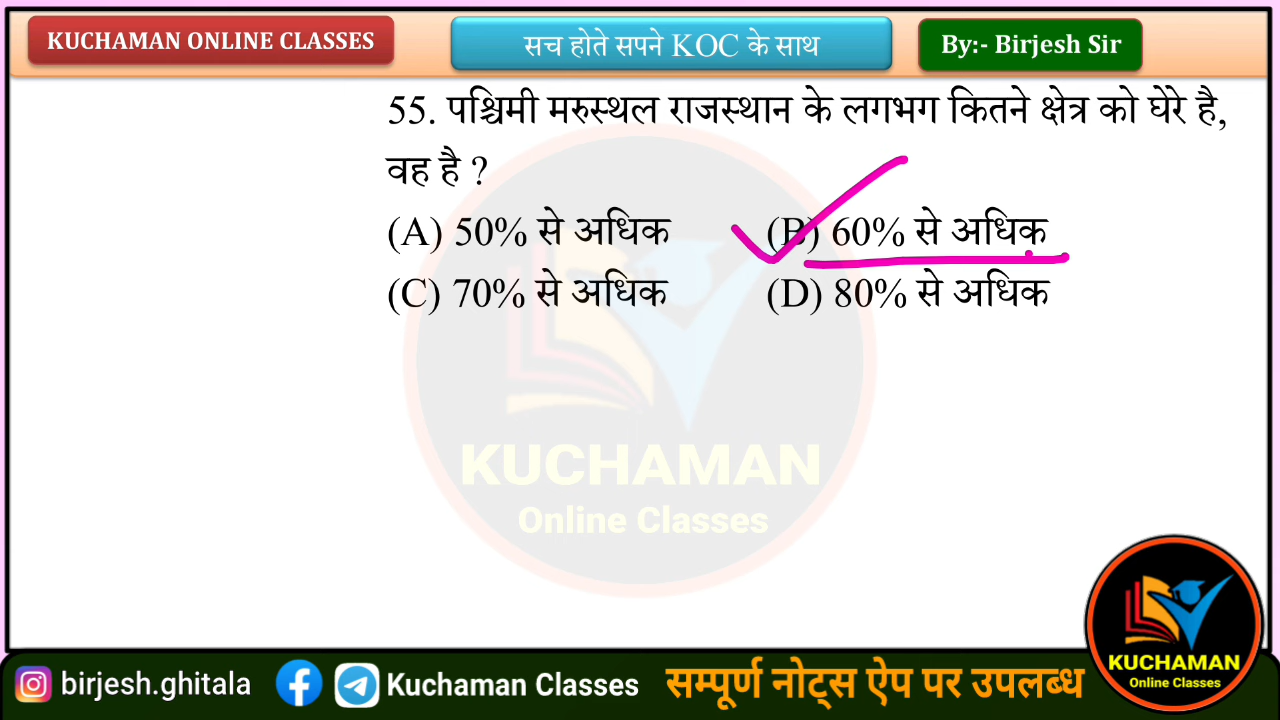 KUCHAMAN ONLINE CLASSES
सच होते सपने KOC के साथ
By:- Birjesh Sir
55. पश्चिमी मरुस्थल राजस्थान के लगभग कितने क्षेत्र को घेरे है,
वह है ?
(A) 50% से अधिक (B) 60% से अधिक
(C) 70% से अधिक (D) 80% से अधिक
KUCHAMAN
Online Classes
KUCHAMAN
Online Classes
birjesh.ghitala
Kuchaman Classes
सम्पूर्ण नोट्स ऐप पर उपलब्ध